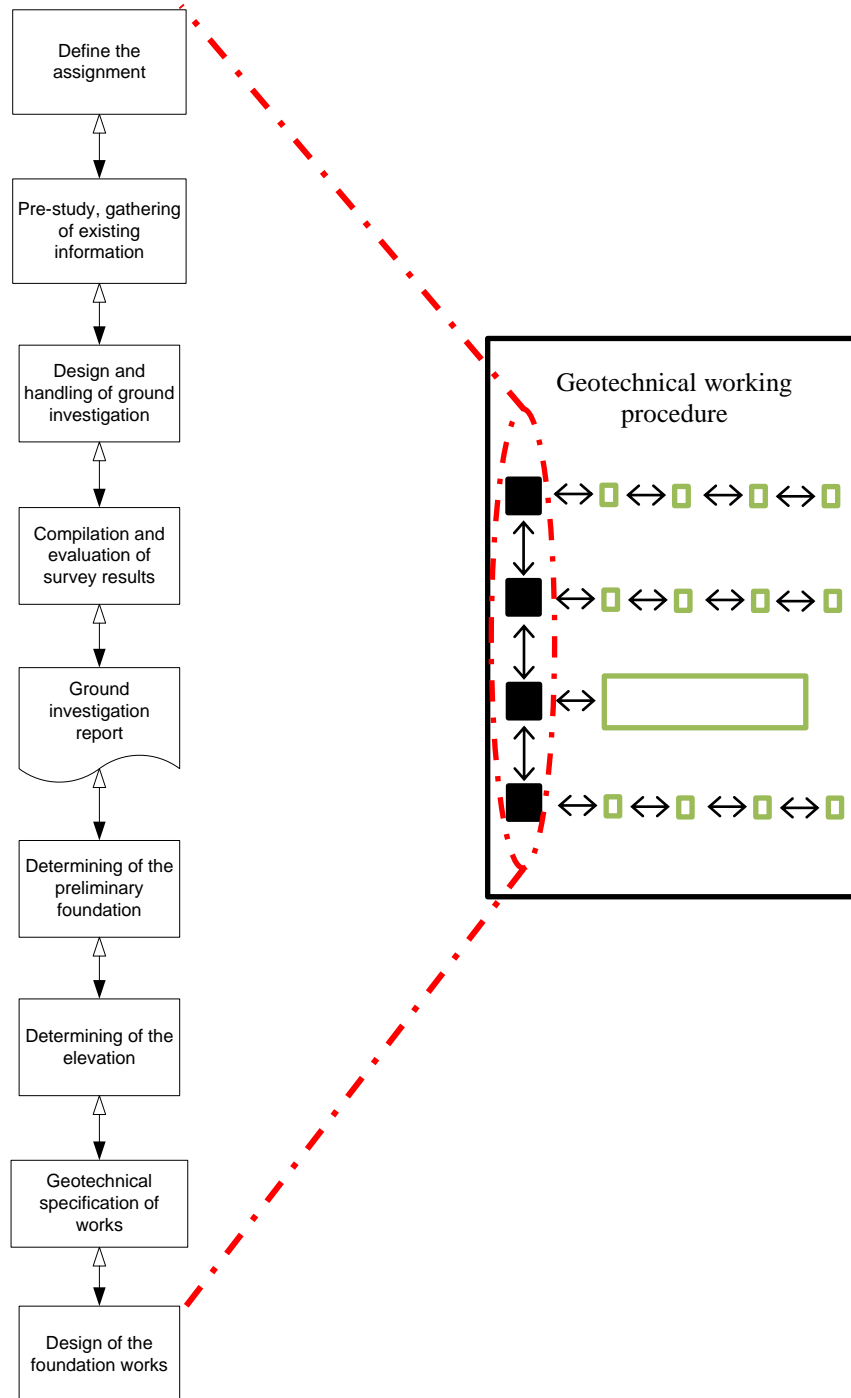 Define the
assignment
Pre-study, gathering
of existing
information
Design and
handling of ground
investigation
Compilation and
evaluation of
survey results
Ground
investigation
report
Determining of the
preliminary
foundation
Determining of the
elevation
Geotechnical
specification of
works
Design of the
foundation works
Geotechnical working
procedure